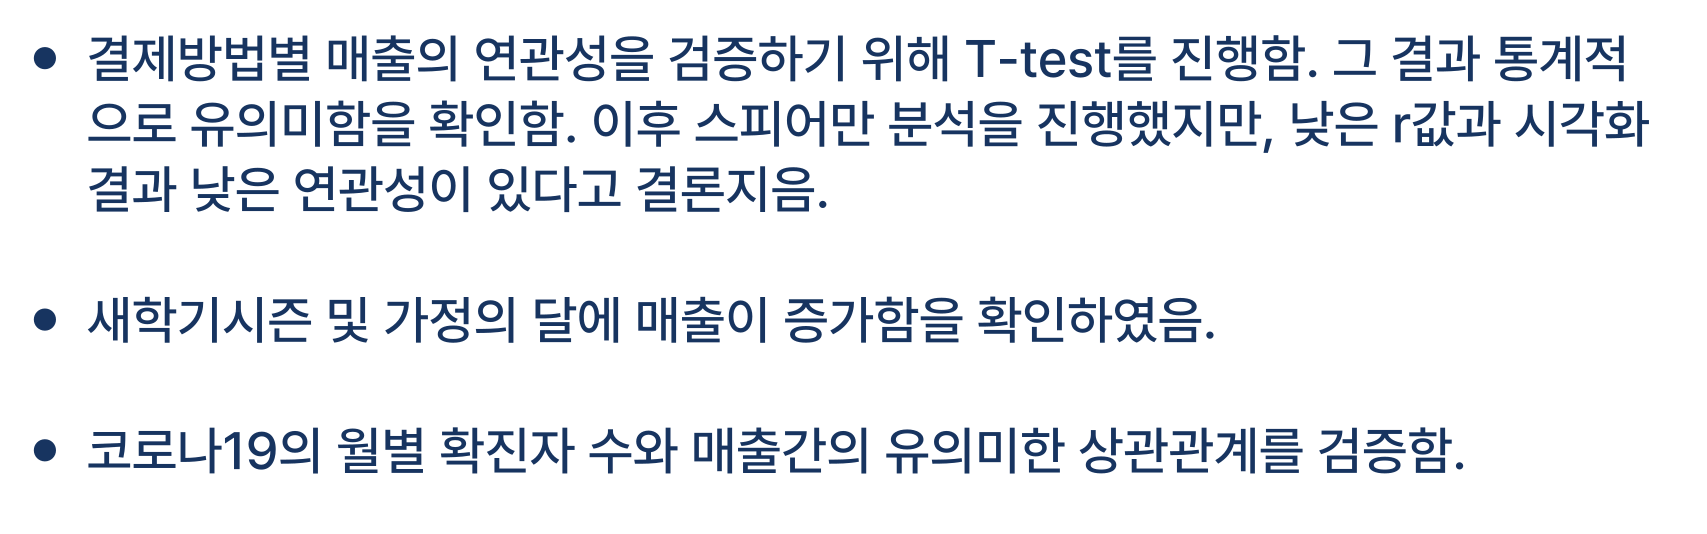 • 결제방법별 매출의 연관성을 검증하기 위해 T-test를 진행함. 그 결과 통계적
으로 유의미함을 확인함. 이후 스피어만 분석을 진행했지만, 낮은 r값과 시각화
결과 낮은 연관성이 있다고 결론지음.
• 새학기시즌 및 가정의 달에 매출이 증가함을 확인하였음.
• 코로나19의 월별 확진자 수와 매출간의 유의미한 상관관계를 검증함.